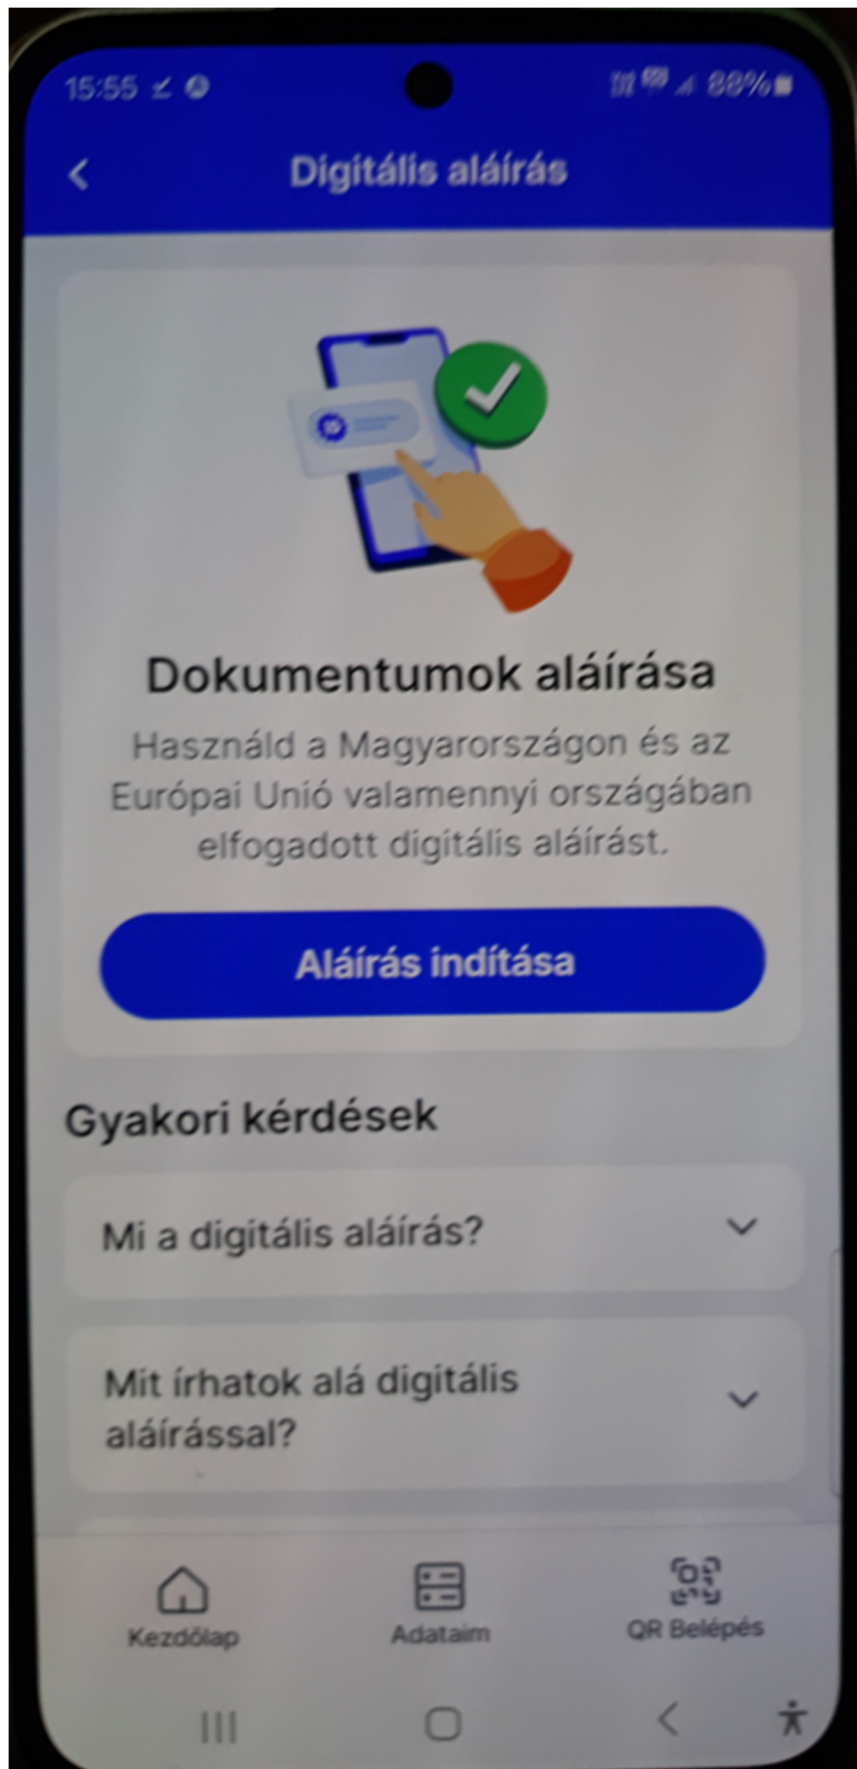 15:55
88%
Digitális aláírás
Dokumentumok aláírása
Használd a Magyarországon és az
Európai Unió valamennyi országában
elfogadott digitális aláírást.
Aláírás indítása
Gyakori kérdések
Mi a digitális aláírás?
Mit írhatok alá digitális
aláírással?
Kezdőlap
Adataim
QR Belépés